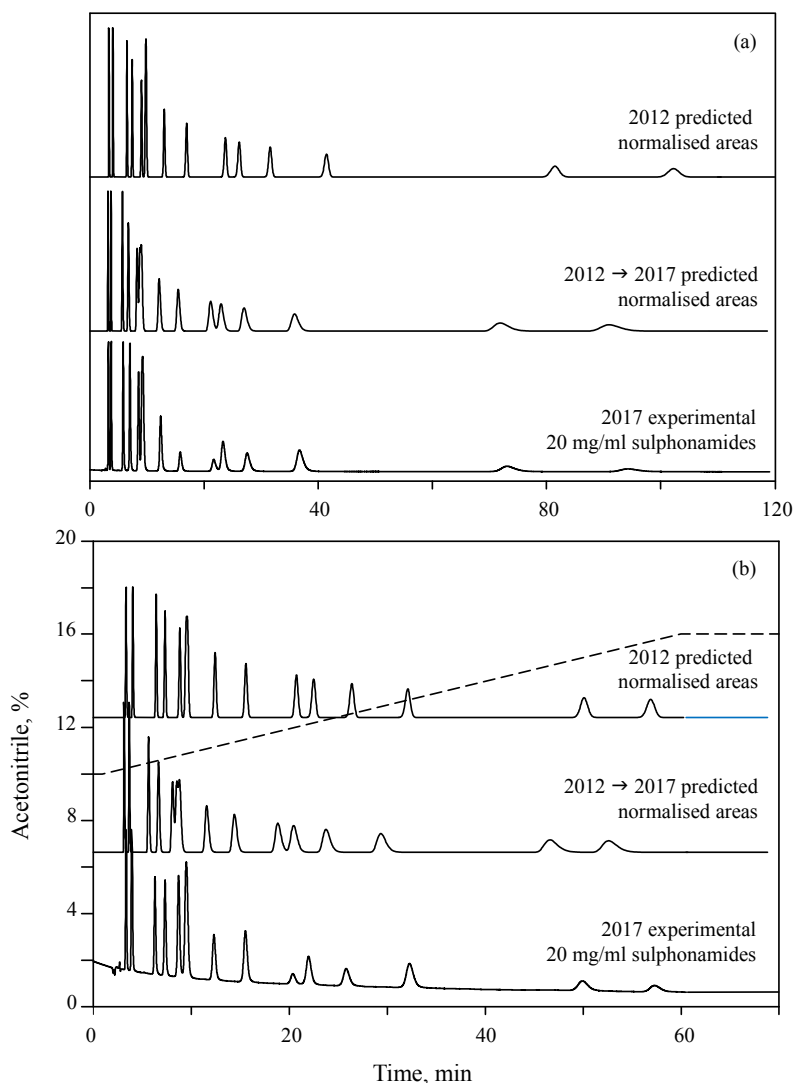 (a)
2012 predicted
normalised areas
2012 → 2017 predicted
normalised areas
2017 experimental
20 mg/ml sulphonamides
0
40
80
120
20
(b)
16
2012 predicted
normalised areas
12
Acetonitrile, %
2012 → 2017 predicted
8
normalised areas
4
2017 experimental
20 mg/ml sulphonamides
0
0
20
40
60
Time, min